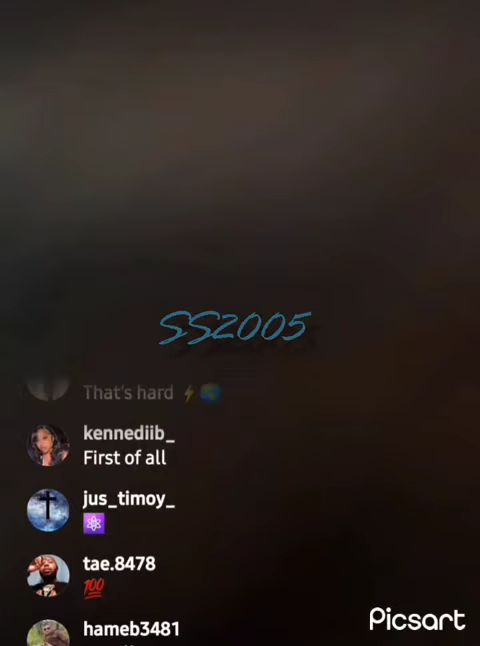 SS2005
That's hard ⚡🌎
kennediib_
First of all
jus_timoy_
⚛️
tae.8478
💯
hameb3481
Picsart